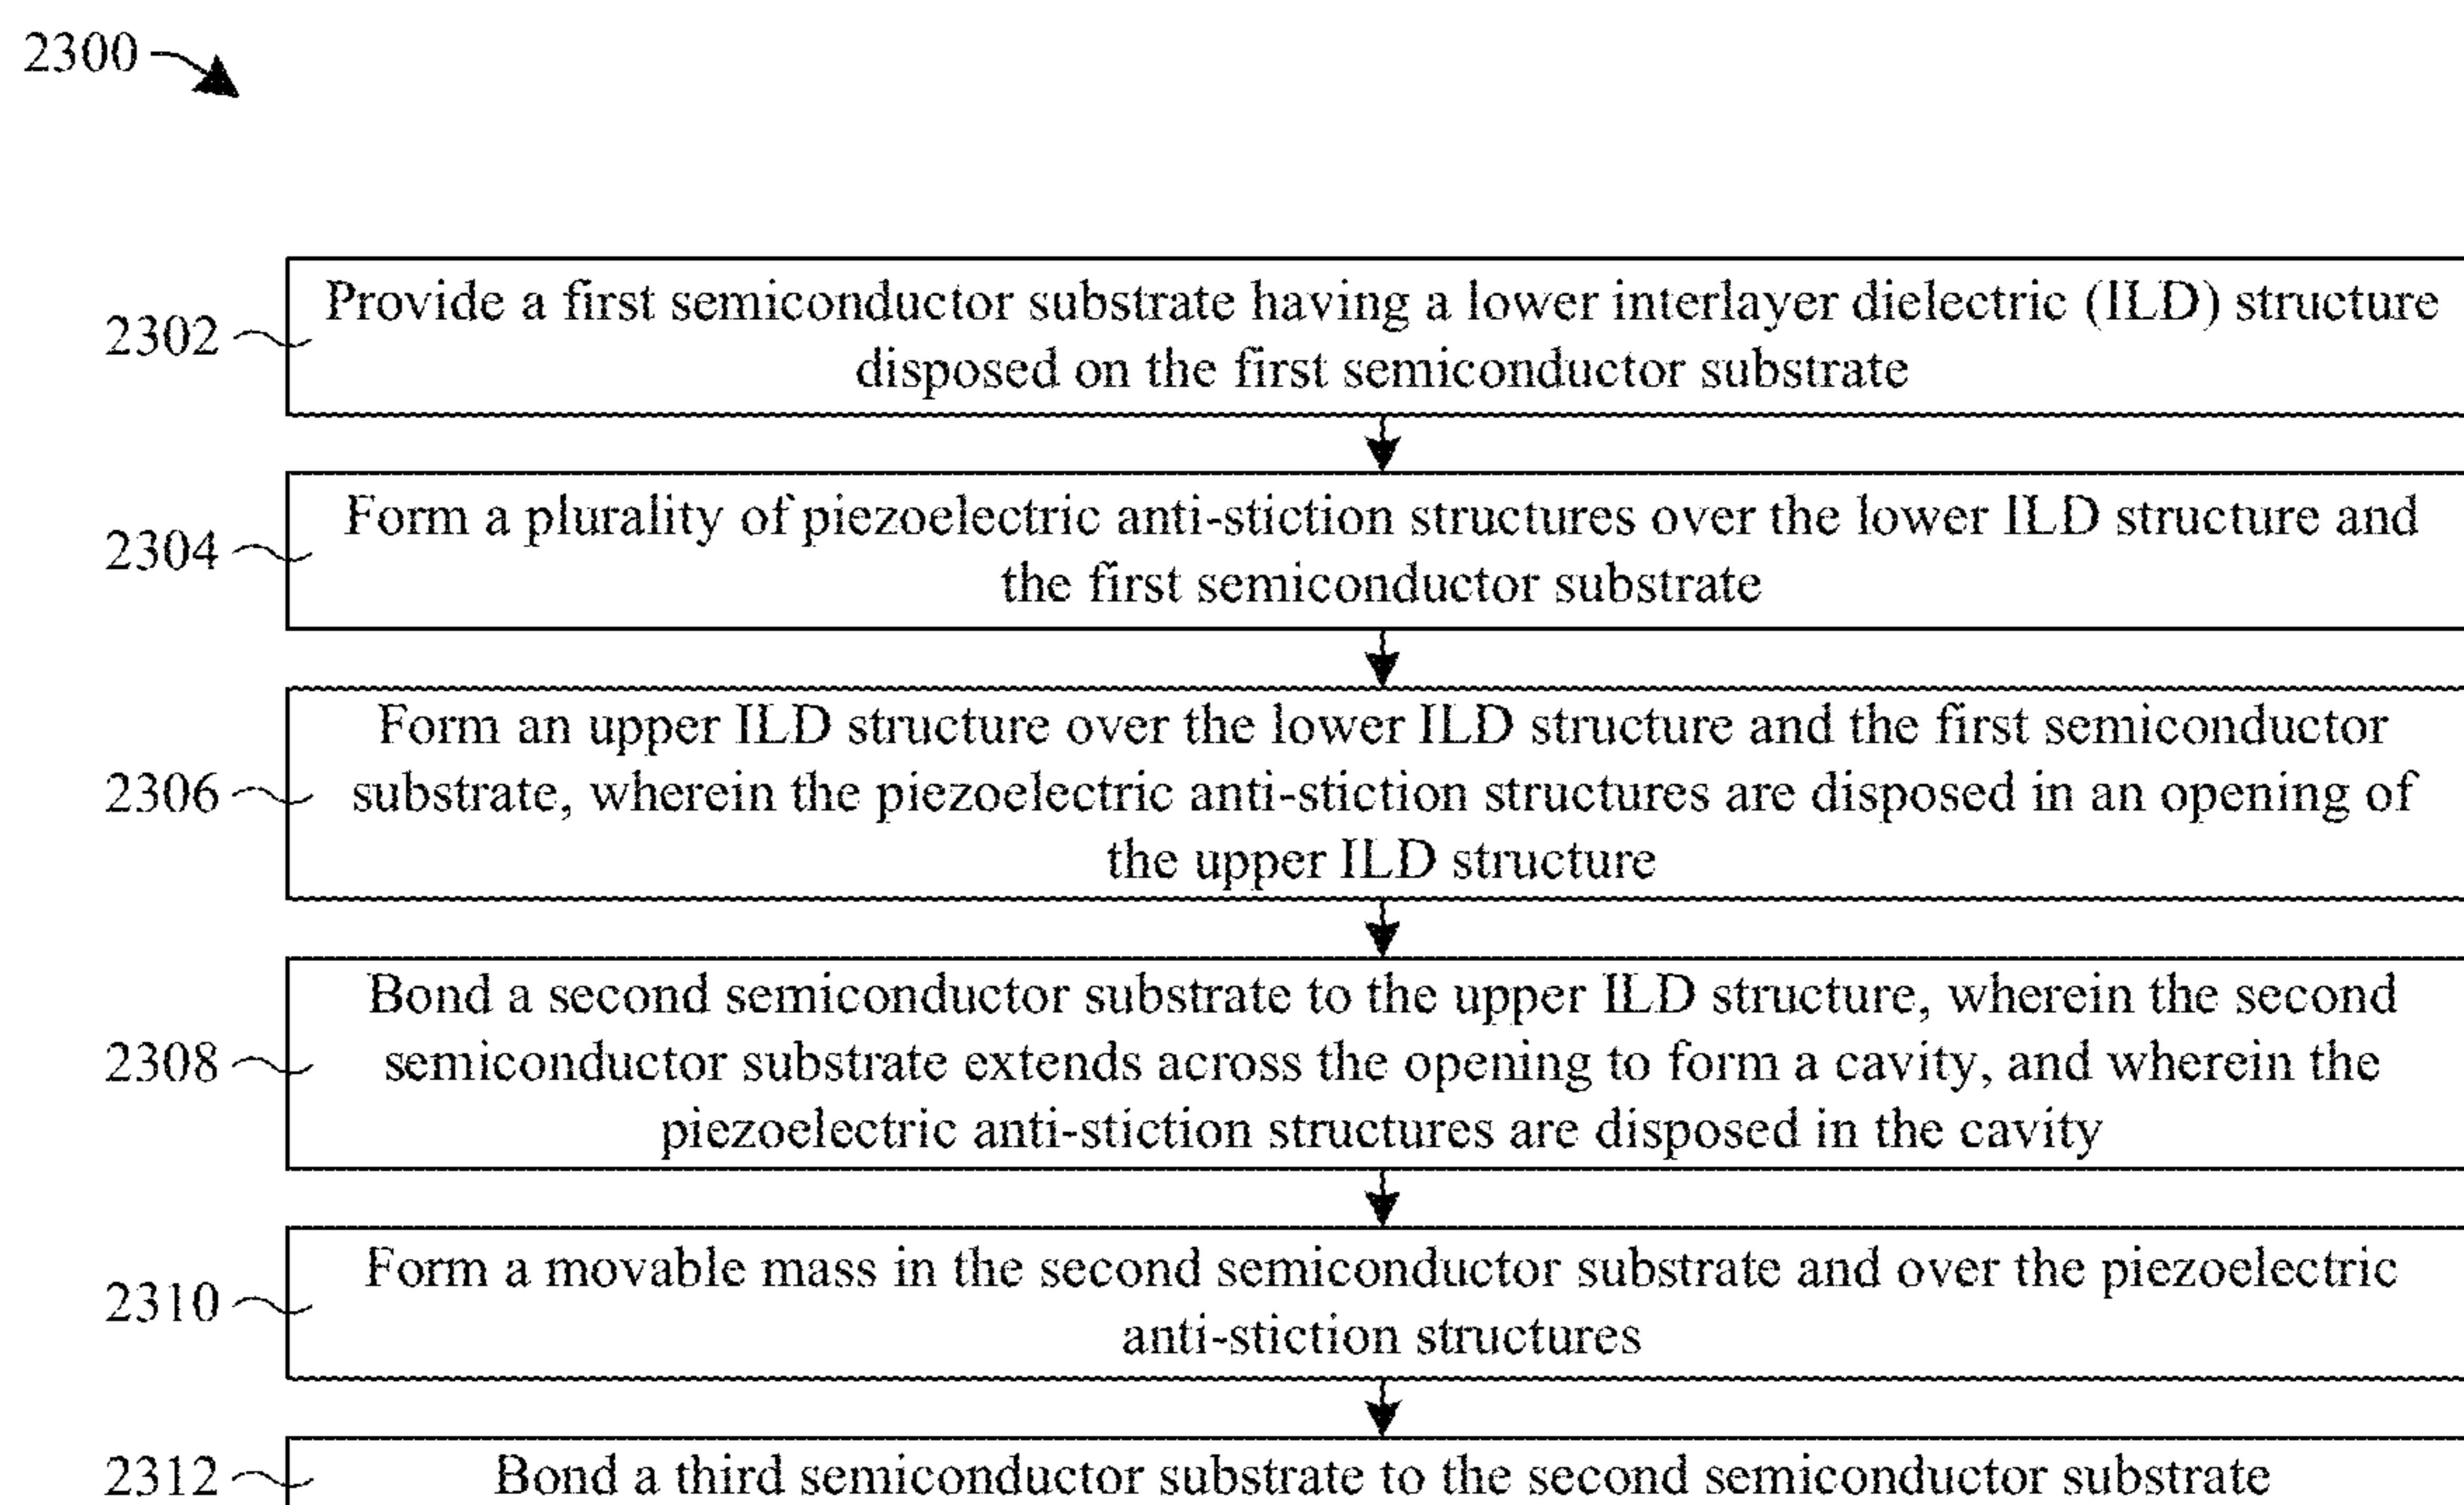 2300
2302
Provide a first semiconductor substrate having a lower interlayer dielectric (ILD) structure
disposed on the first semiconductor substrate
2304
Form a plurality of piezoelectric anti-stiction structures over the lower ILD structure and
the first semiconductor substrate
2306
Form an upper ILD structure over the lower ILD structure and the first semiconductor
substrate, wherein the piezoelectric anti-stiction structures are disposed in an opening of
the upper ILD structure
2308
Bond a second semiconductor substrate to the upper ILD structure, wherein the second
semiconductor substrate extends across the opening to form a cavity, and wherein the
piezoelectric anti-stiction structures are disposed in the cavity
2310
Form a movable mass in the second semiconductor substrate and over the piezoelectric
anti-stiction structures
2312
Bond a third semiconductor substrate to the second semiconductor substrate